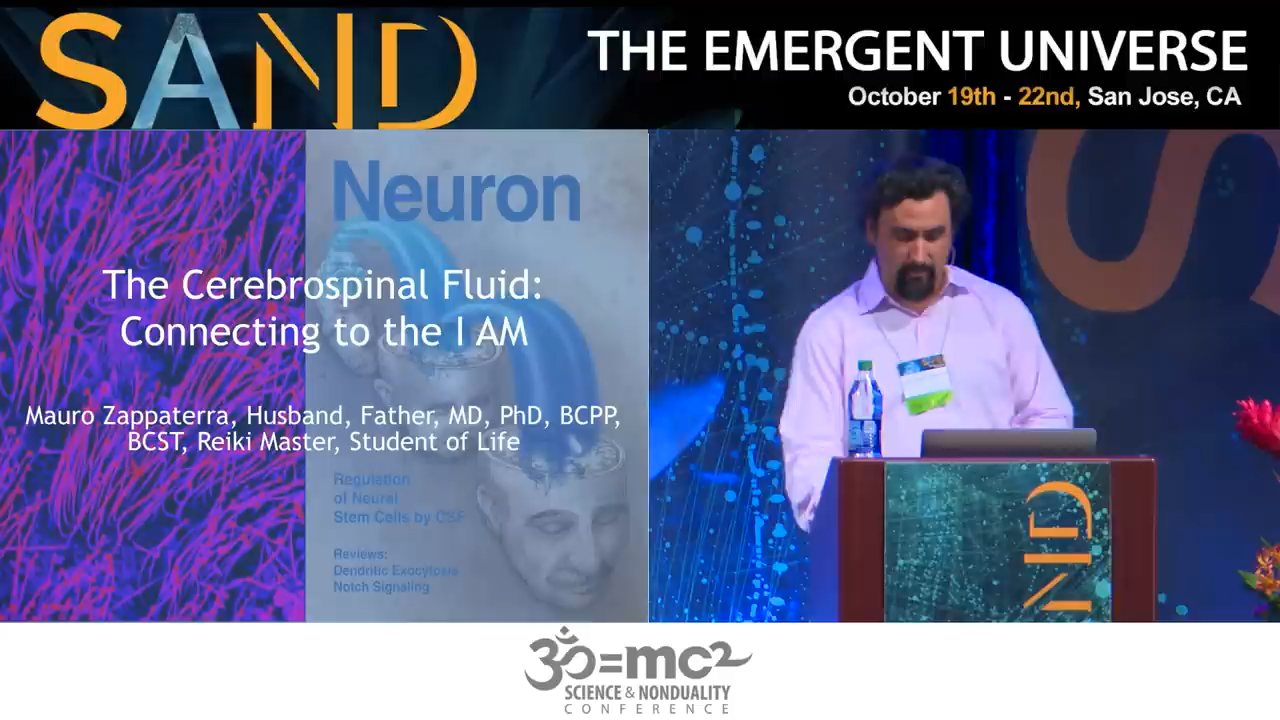 SAND
THE EMERGENT UNIVERSE
October 19th - 22nd, San Jose, CA
Neuron
The Cerebrospinal Fluid:
Connecting to the I AM
Mauro Zappaterra, Husband, Father, MD, PhD, BCPP,
BCST, Reiki Master, Student of Life
Regulation
of Neural
Stem Cells by CSF
Reviews:
Dendritic Exocytosis
Notch Signaling
ND
ॐ=mc2
SCIENCE & NONDUALITY
CONFERENCE